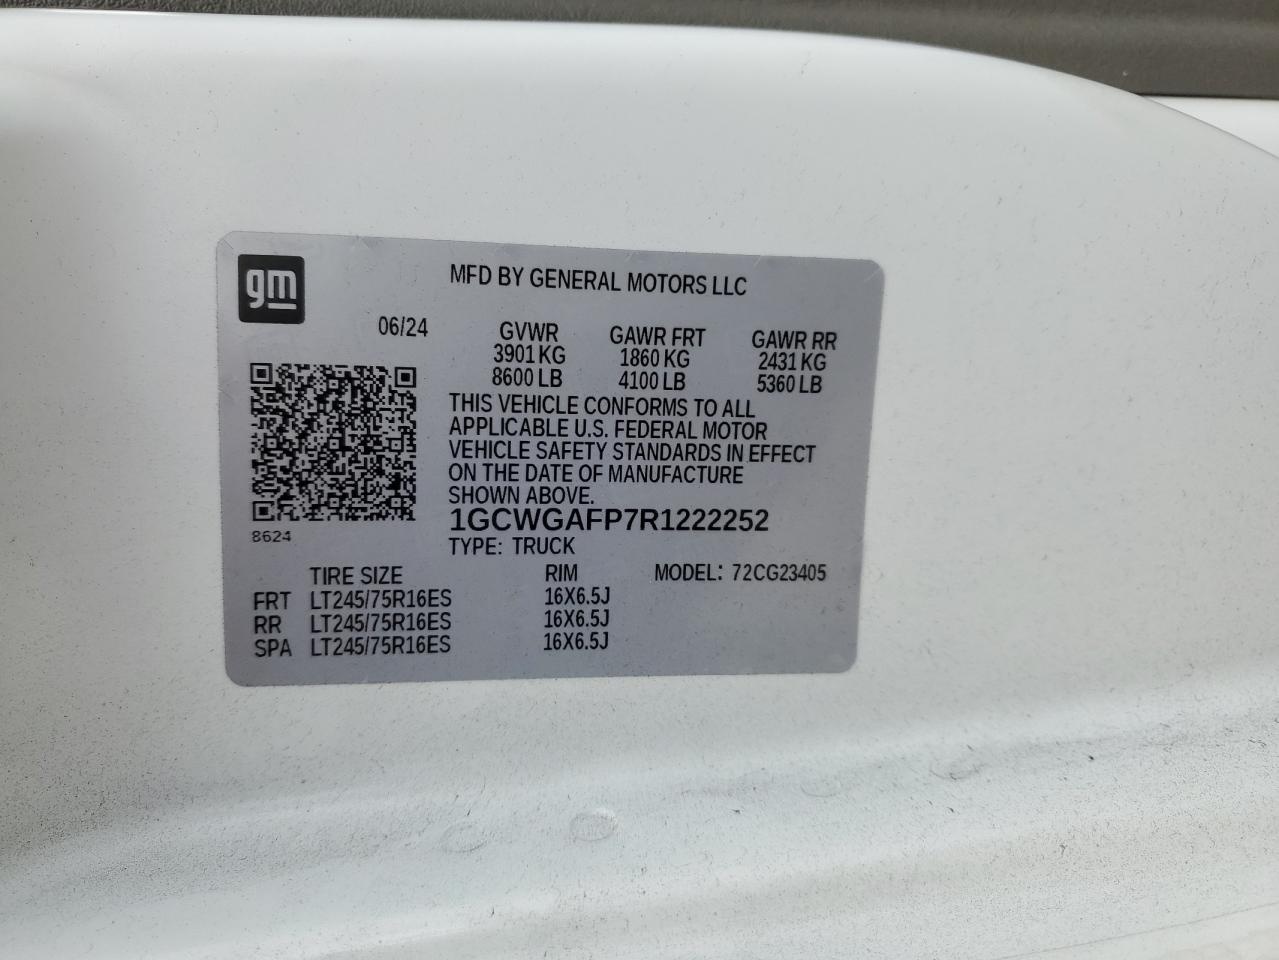 gm
MFD BY GENERAL MOTORS LLC
06/24
GVWR GAWR FRT GAWR RR
3901 KG 1860 KG 2431 KG
8600 LB 4100 LB 5360 LB
THIS VEHICLE CONFORMS TO ALL
APPLICABLE U.S. FEDERAL MOTOR
VEHICLE SAFETY STANDARDS IN EFFECT
ON THE DATE OF MANUFACTURE
SHOWN ABOVE.
1GCWGAFP7R1222252
8624
TYPE: TRUCK
TIRE SIZE RIM MODEL: 72CG23405
FRT LT245/75R16ES 16X6.5J
RR LT245/75R16ES 16X6.5J
SPA LT245/75R16ES 16X6.5J